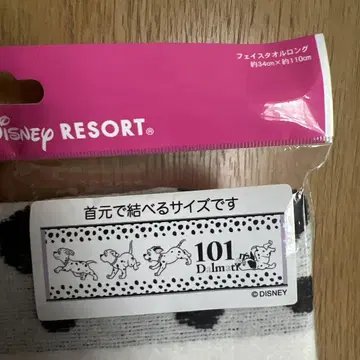 フェイスタオルロング
約34cm×約110cm
Disney RESORT®
首元で結べるサイズです
101
Dalmati
©DISNEY